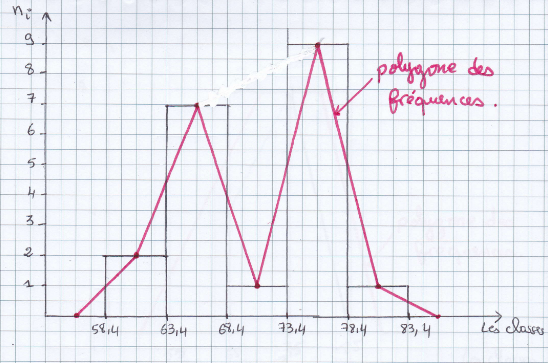 nᵢ
9
8
7
6
5
4
3
2
1
polygone des
fréquences.
58,4 63,4 68,4 73,4 78,4 83,4 Les classes